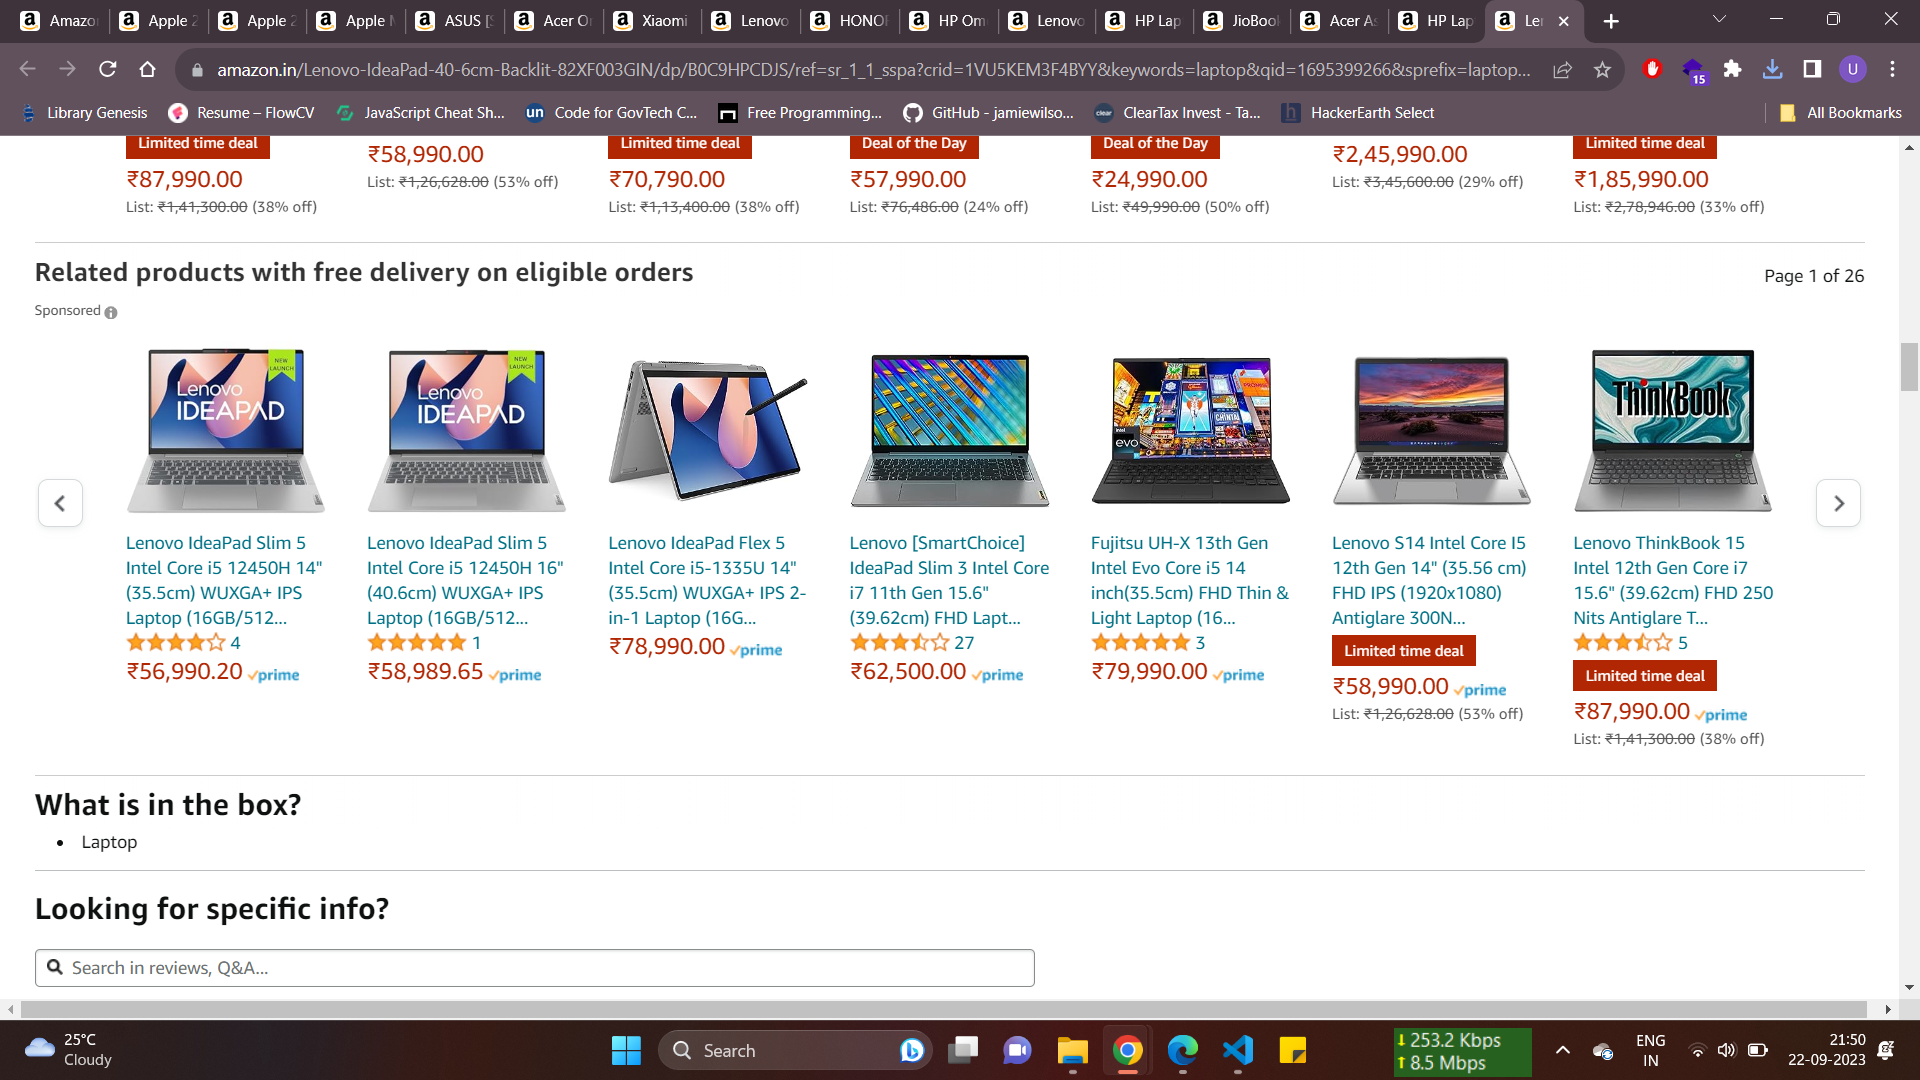 Amazo
Apple 2
Apple 2
Apple M
ASUS [S
Acer O
Xiaomi
Lenovo
HONOR
HP Om
Lenovo
HP Lap
JioBook
Acer As
HP Lap
Le
amazon.in/Lenovo-IdeaPad-40-6cm-Backlit-82XF003GIN/dp/B0C9HPCDJS/ref=sr_1_1_sspa?crid=1VU5KEM3F4BYY&keywords=laptop&qid=1695399266&sprefix=laptop...
15
U
Library Genesis
Resume – FlowCV
JavaScript Cheat Sh...
un Code for GovTech C...
Free Programming...
GitHub - jamiewilso...
clear ClearTax Invest - Ta...
h HackerEarth Select
All Bookmarks
Limited time deal
₹87,990.00
List: ₹1,41,300.00 (38% off)
₹58,990.00
List: ₹1,26,628.00 (53% off)
Limited time deal
₹70,790.00
List: ₹1,13,400.00 (38% off)
Deal of the Day
₹57,990.00
List: ₹76,486.00 (24% off)
Deal of the Day
₹24,990.00
List: ₹49,990.00 (50% off)
₹2,45,990.00
List: ₹3,45,600.00 (29% off)
Limited time deal
₹1,85,990.00
List: ₹2,78,946.00 (33% off)
Related products with free delivery on eligible orders
Page 1 of 26
Sponsored
NEW
LAUNCH
Lenovo
IDEAPAD
Lenovo IdeaPad Slim 5
Intel Core i5 12450H 14"
(35.5cm) WUXGA+ IPS
Laptop (16GB/512...
4
₹56,990.20 prime
NEW
LAUNCH
Lenovo
IDEAPAD
Lenovo IdeaPad Slim 5
Intel Core i5 12450H 16"
(40.6cm) WUXGA+ IPS
Laptop (16GB/512...
1
₹58,989.65 prime
Lenovo IdeaPad Flex 5
Intel Core i5-1335U 14"
(35.5cm) WUXGA+ IPS 2-
in-1 Laptop (16G...
₹78,990.00 prime
Lenovo [SmartChoice]
IdeaPad Slim 3 Intel Core
i7 11th Gen 15.6"
(39.62cm) FHD Lapt...
27
₹62,500.00 prime
intel
evo
Fujitsu UH-X 13th Gen
Intel Evo Core i5 14
inch(35.5cm) FHD Thin &
Light Laptop (16...
3
₹79,990.00 prime
Lenovo S14 Intel Core I5
12th Gen 14" (35.56 cm)
FHD IPS (1920x1080)
Antiglare 300N...
Limited time deal
₹58,990.00 prime
List: ₹1,26,628.00 (53% off)
ThinkBook
Lenovo ThinkBook 15
Intel 12th Gen Core i7
15.6" (39.62cm) FHD 250
Nits Antiglare T...
5
Limited time deal
₹87,990.00 prime
List: ₹1,41,300.00 (38% off)
What is in the box?
• Laptop
Looking for specific info?
Search in reviews, Q&A...
25°C
Cloudy
Search
253.2 Kbps
8.5 Mbps
ENG
IN
21:50
22-09-2023